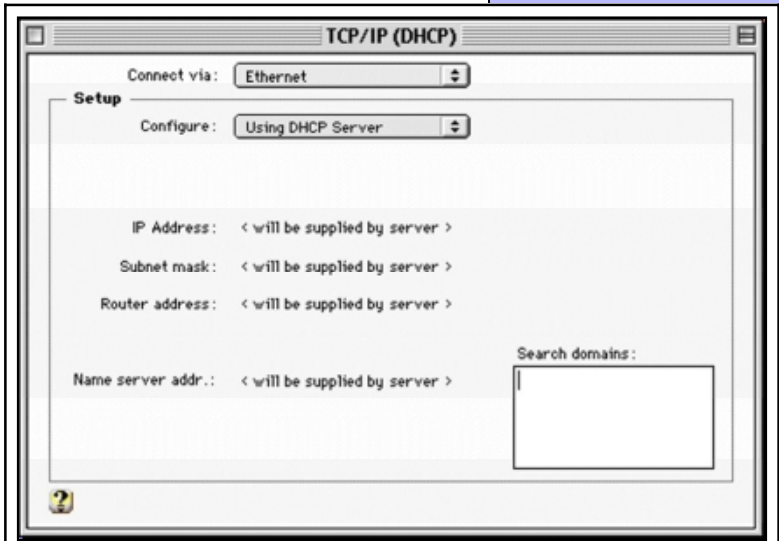 TCP/IP (DHCP)
Connect via: Ethernet
Setup
Configure: Using DHCP Server
IP Address: < will be supplied by server >
Subnet mask: < will be supplied by server >
Router address: < will be supplied by server >
Search domains:
Name server addr.: < will be supplied by server >
?